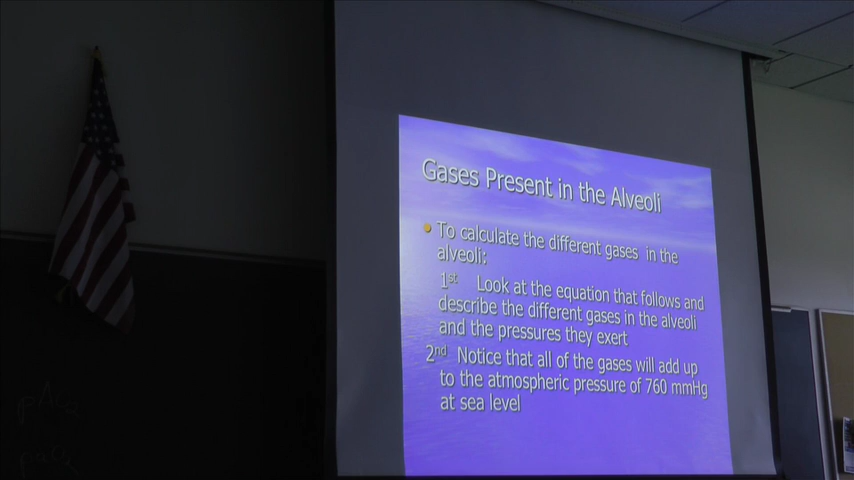 Gases Present in the Alveoli
• To calculate the different gases in the
alveoli:
1st Look at the equation that follows and
describe the different gases in the alveoli
and the pressures they exert
2nd Notice that all of the gases will add up
to the atmospheric pressure of 760 mmHg
at sea level